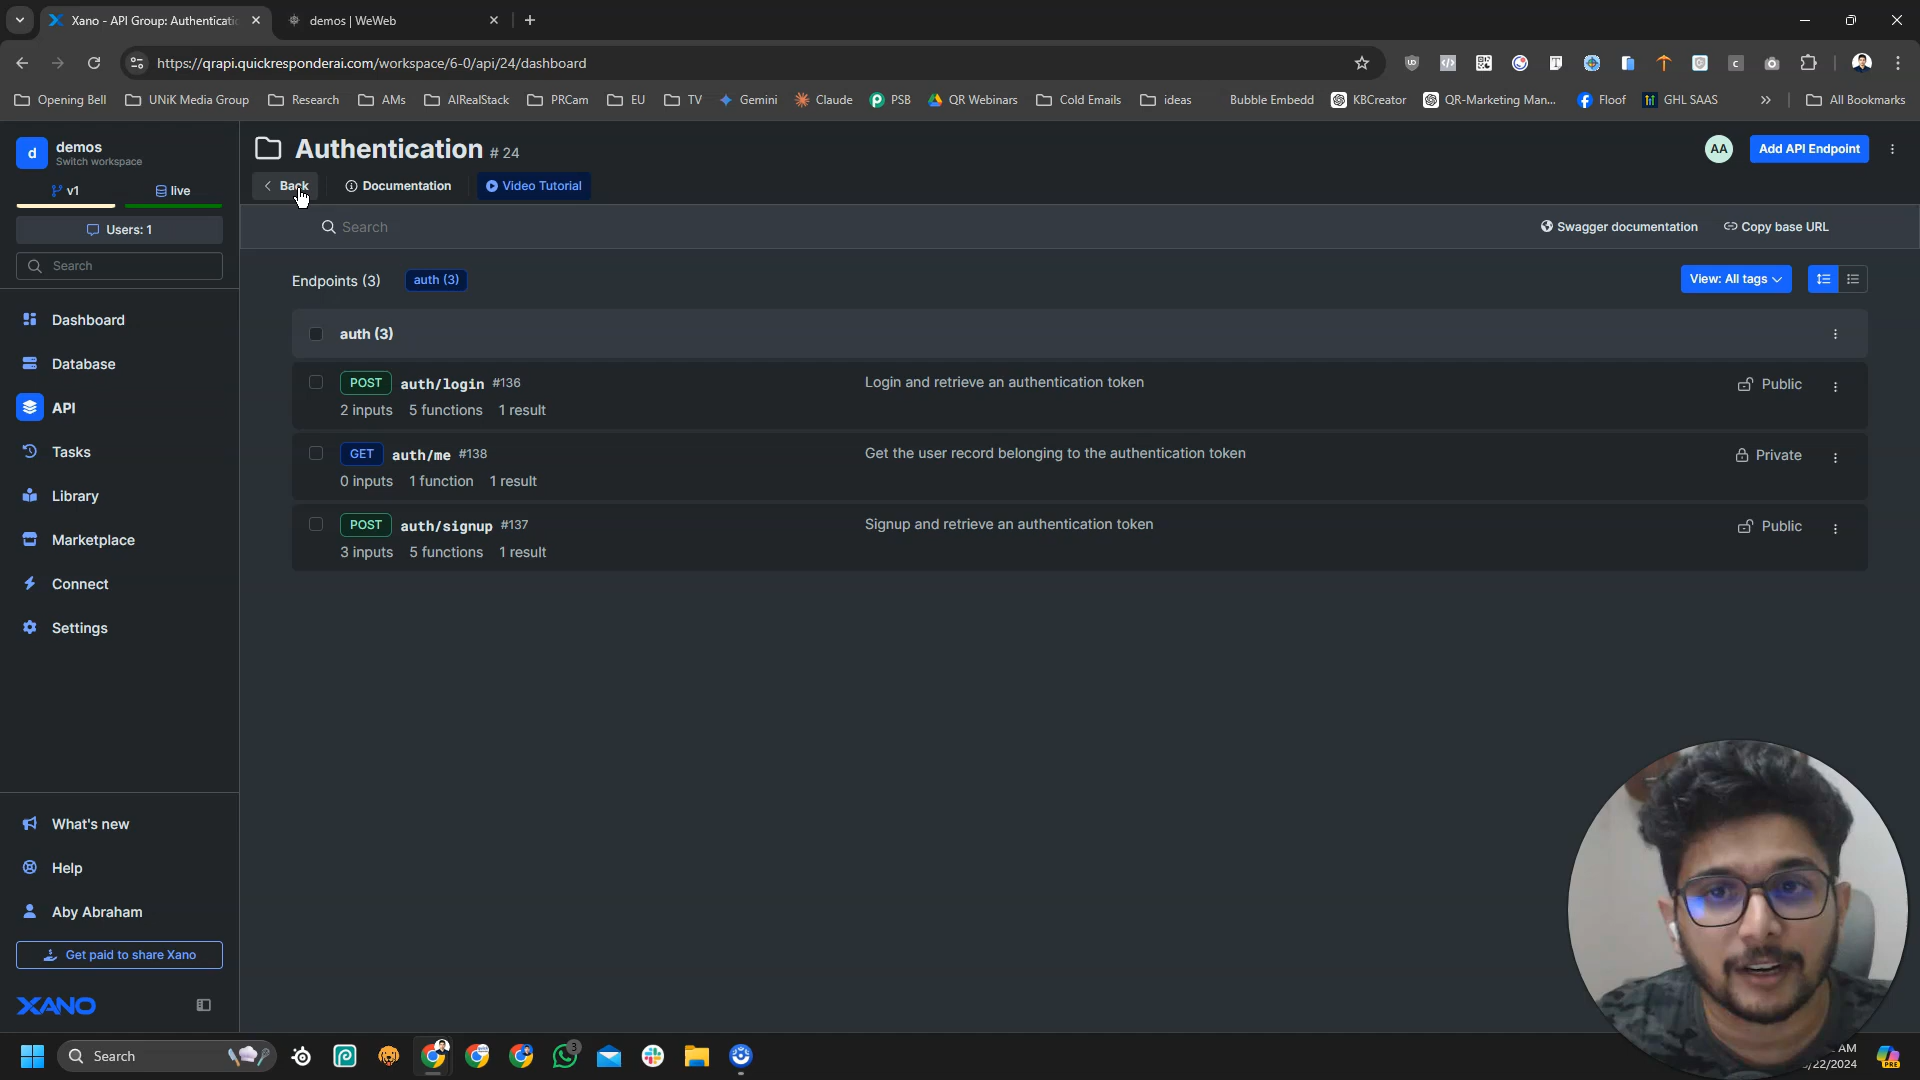 Xano - API Group: Authenticatio
demos | WeWeb
https://qrapi.quickresponderai.com/workspace/6-0/api/24/dashboard
Opening Bell
UNiK Media Group
Research
AMs
AIRealStack
PRCam
EU
TV
Gemini
Claude
PSB
QR Webinars
Cold Emails
ideas
Bubble Embedd
KBCreator
QR-Marketing Man...
Floof
GHL SAAS
All Bookmarks
d
demos
Switch workspace
v1
live
Users: 1
Search
Dashboard
Database
API
Tasks
Library
Marketplace
Connect
Settings
What's new
Help
Aby Abraham
Get paid to share Xano
XANO
Authentication # 24
AA
Add API Endpoint
Back
Documentation
Video Tutorial
Search
Swagger documentation
Copy base URL
Endpoints (3)
auth (3)
View: All tags
auth (3)
POST auth/login #136
Login and retrieve an authentication token
Public
2 inputs 5 functions 1 result
GET auth/me #138
Get the user record belonging to the authentication token
Private
0 inputs 1 function 1 result
POST auth/signup #137
Signup and retrieve an authentication token
Public
3 inputs 5 functions 1 result
Search
3
AM
/22/2024
PRE